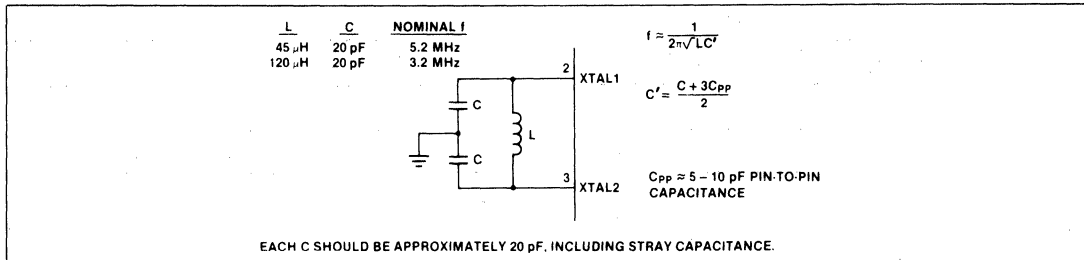 L C NOMINAL f
45 μH 20 pF 5.2 MHz
120 μH 20 pF 3.2 MHz
f ≈ 1 / 2π√LC′
C′ = C + 3CPP / 2
2 XTAL1
C
L
C
3 XTAL2
CPP ≈ 5 – 10 pF PIN-TO-PIN
CAPACITANCE
EACH C SHOULD BE APPROXIMATELY 20 pF, INCLUDING STRAY CAPACITANCE.